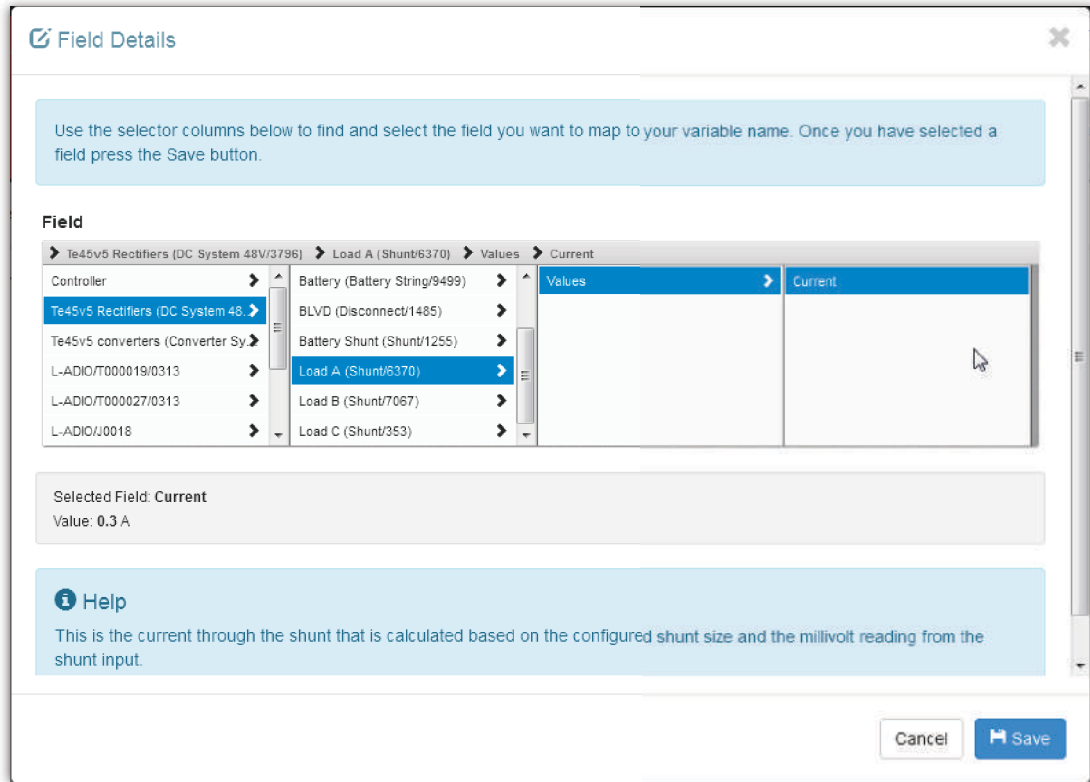 Field Details
Use the selector columns below to find and select the field you want to map to your variable name. Once you have selected a
field press the Save button.
Field
Te45v5 Rectifiers (DC System 48V/3796) Load A (Shunt/6370) Values Current
Controller
Te45v5 Rectifiers (DC System 48..
Te45v5 converters (Converter Sy..
L-ADIO/T000019/0313
L-ADIO/T000027/0313
L-ADIO/J0018
Battery (Battery String/9499)
BLVD (Disconnect/1485)
Battery Shunt (Shunt/1255)
Load A (Shunt/6370)
Load B (Shunt/7067)
Load C (Shunt/353)
Values
Current
Selected Field: Current
Value: 0.3 A
Help
This is the current through the shunt that is calculated based on the configured shunt size and the millivolt reading from the
shunt input.
Cancel
Save